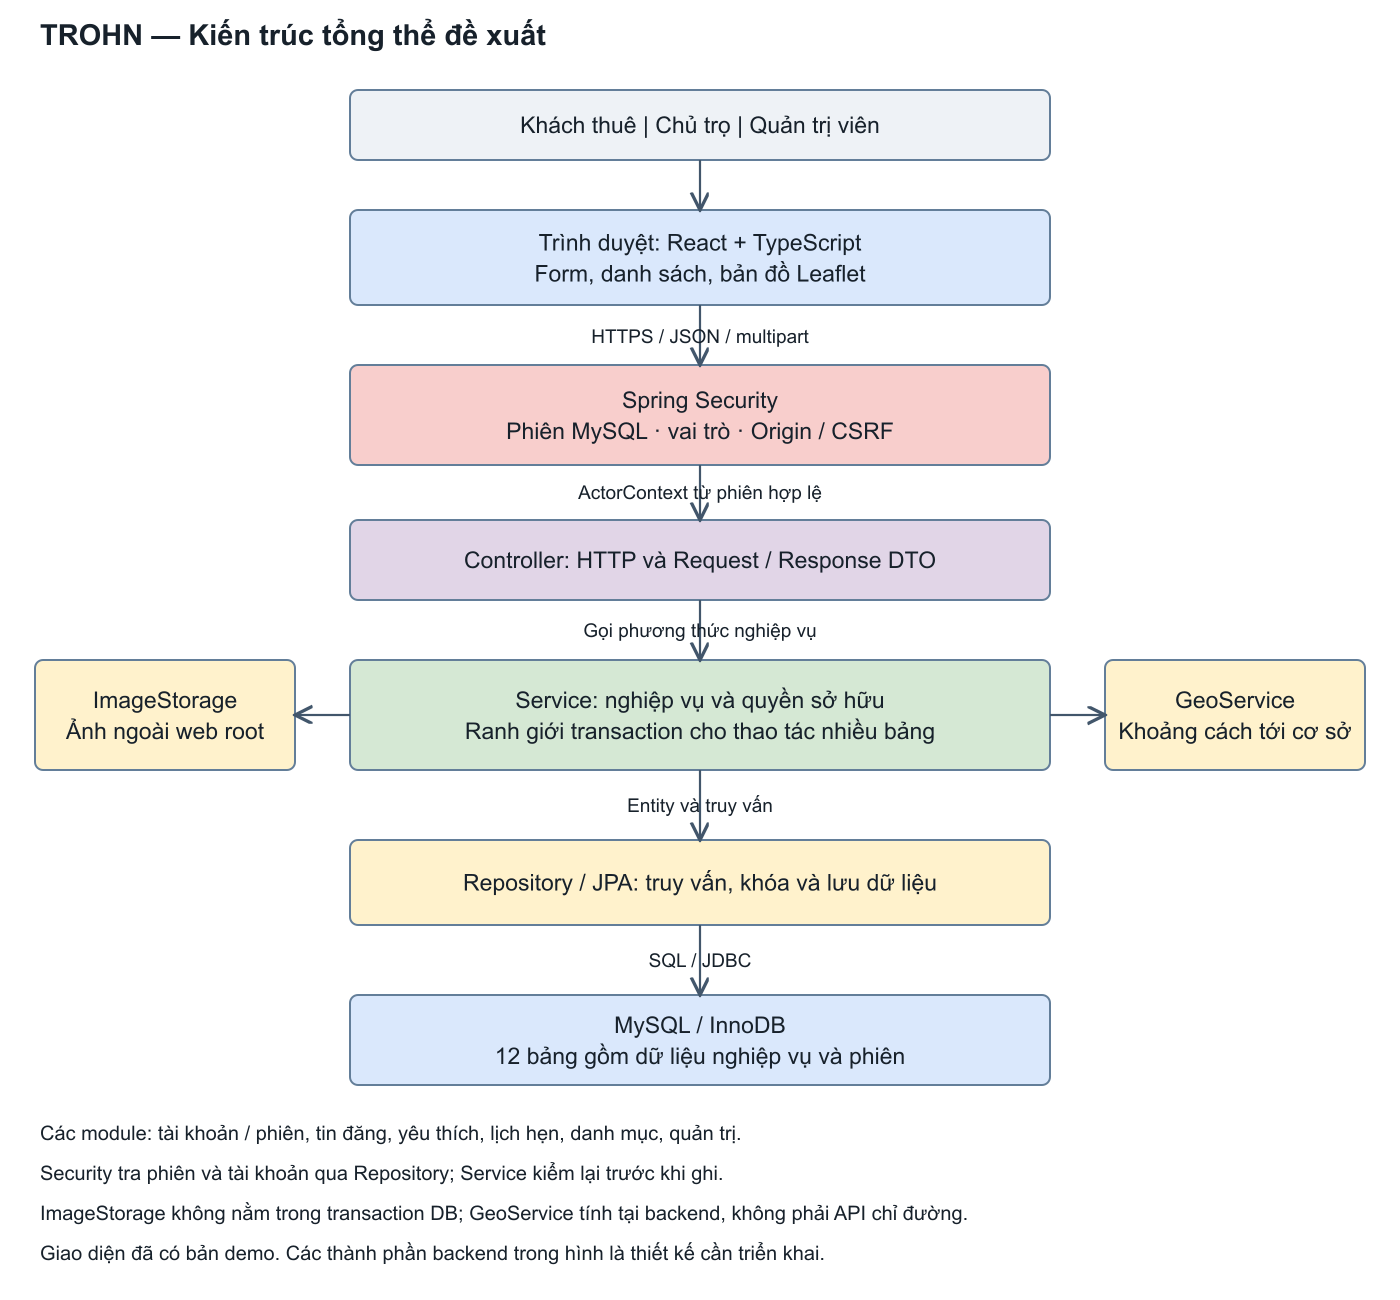 TROHN — Kiến trúc tổng thể đề xuất
Khách thuê | Chủ trọ | Quản trị viên
Trình duyệt: React + TypeScript
Form, danh sách, bản đồ Leaflet
HTTPS / JSON / multipart
Spring Security
Phiên MySQL · vai trò · Origin / CSRF
ActorContext từ phiên hợp lệ
Controller: HTTP và Request / Response DTO
Gọi phương thức nghiệp vụ
ImageStorage
Ảnh ngoài web root
Service: nghiệp vụ và quyền sở hữu
Ranh giới transaction cho thao tác nhiều bảng
GeoService
Khoảng cách tới cơ sở
Entity và truy vấn
Repository / JPA: truy vấn, khóa và lưu dữ liệu
SQL / JDBC
MySQL / InnoDB
12 bảng gồm dữ liệu nghiệp vụ và phiên
Các module: tài khoản / phiên, tin đăng, yêu thích, lịch hẹn, danh mục, quản trị.
Security tra phiên và tài khoản qua Repository; Service kiểm lại trước khi ghi.
ImageStorage không nằm trong transaction DB; GeoService tính tại backend, không phải API chỉ đường.
Giao diện đã có bản demo. Các thành phần backend trong hình là thiết kế cần triển khai.